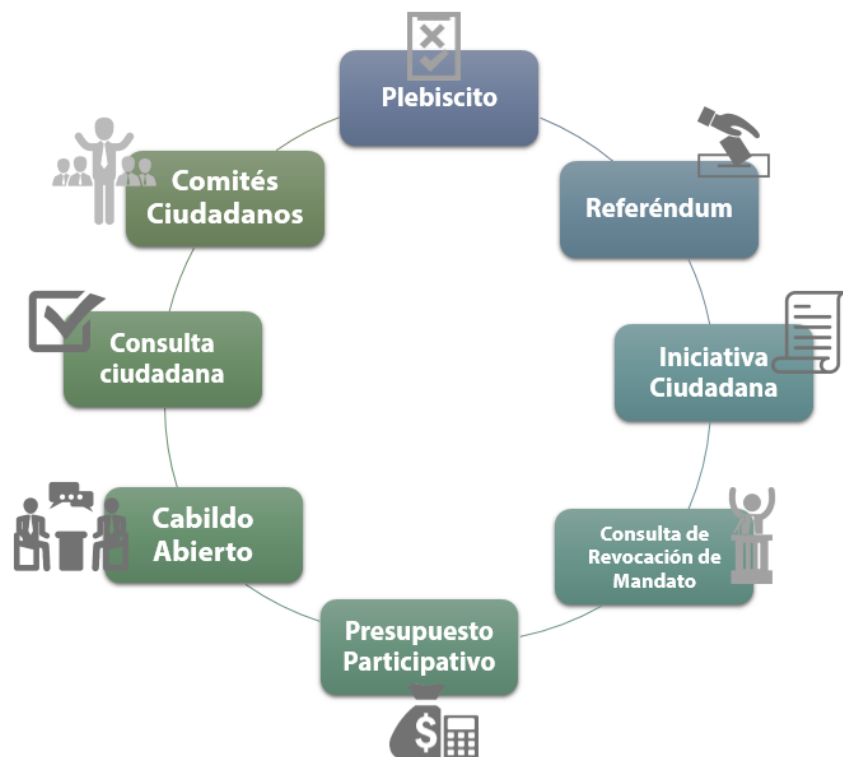 Plebiscito
Referéndum
Iniciativa
Ciudadana
Consulta de
Revocación de
Mandato
Presupuesto
Participativo
Cabildo
Abierto
Consulta
ciudadana
Comités
Ciudadanos
$